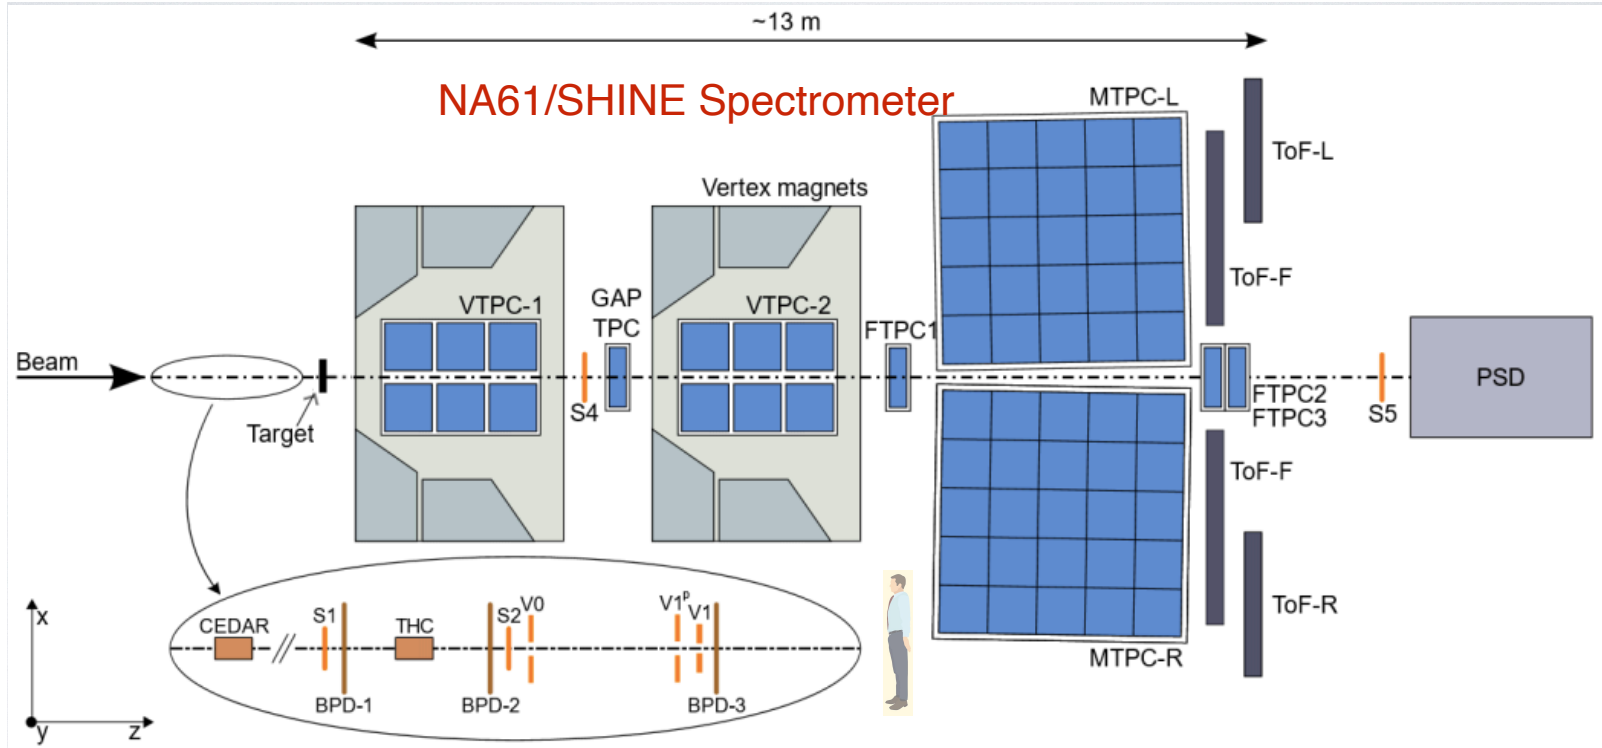 ~13 m
NA61/SHINE Spectrometer
MTPC-L
ToF-L
Vertex magnets
ToF-F
VTPC-1
GAP
TPC
VTPC-2
FTPC1
Beam
Target
S4
FTPC2
FTPC3
S5
PSD
ToF-F
ToF-R
MTPC-R
CEDAR
S1
THC
S2
V0
V1ᵖ
V1
BPD-1
BPD-2
BPD-3
x
y
z